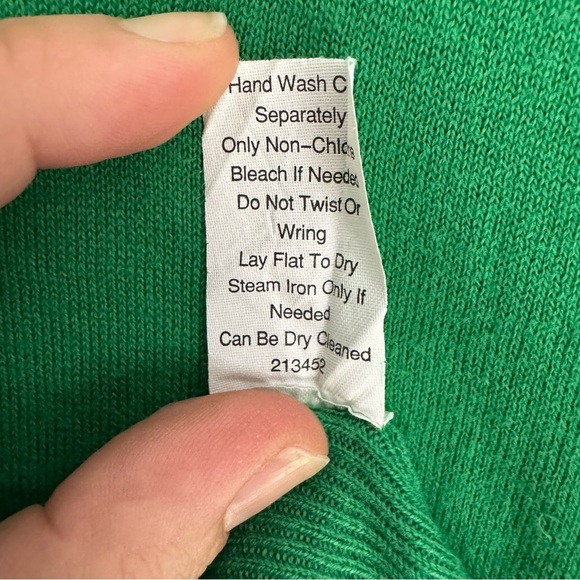 Hand Wash C
Separately
Only Non-Chlo
Bleach If Needed
Do Not Twist Or
Wring
Lay Flat To Dry
Steam Iron Only If
Needed
Can Be Dry Cleaned
213452